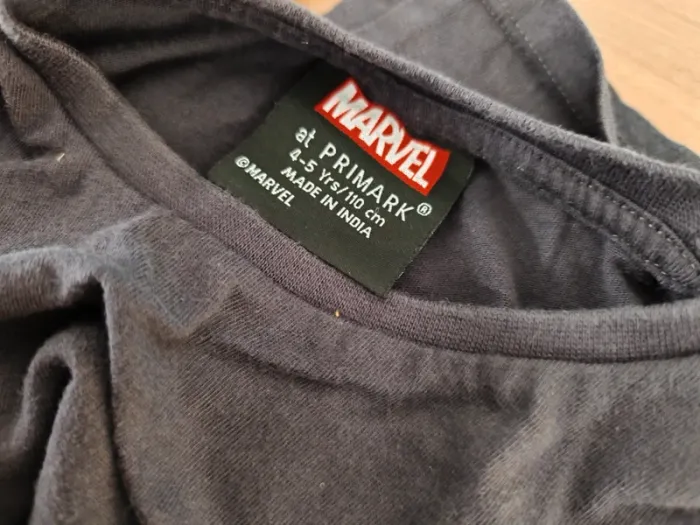 MARVEL
at PRIMARK®
4-5 Yrs/110 cm
MADE IN INDIA
©MARVEL